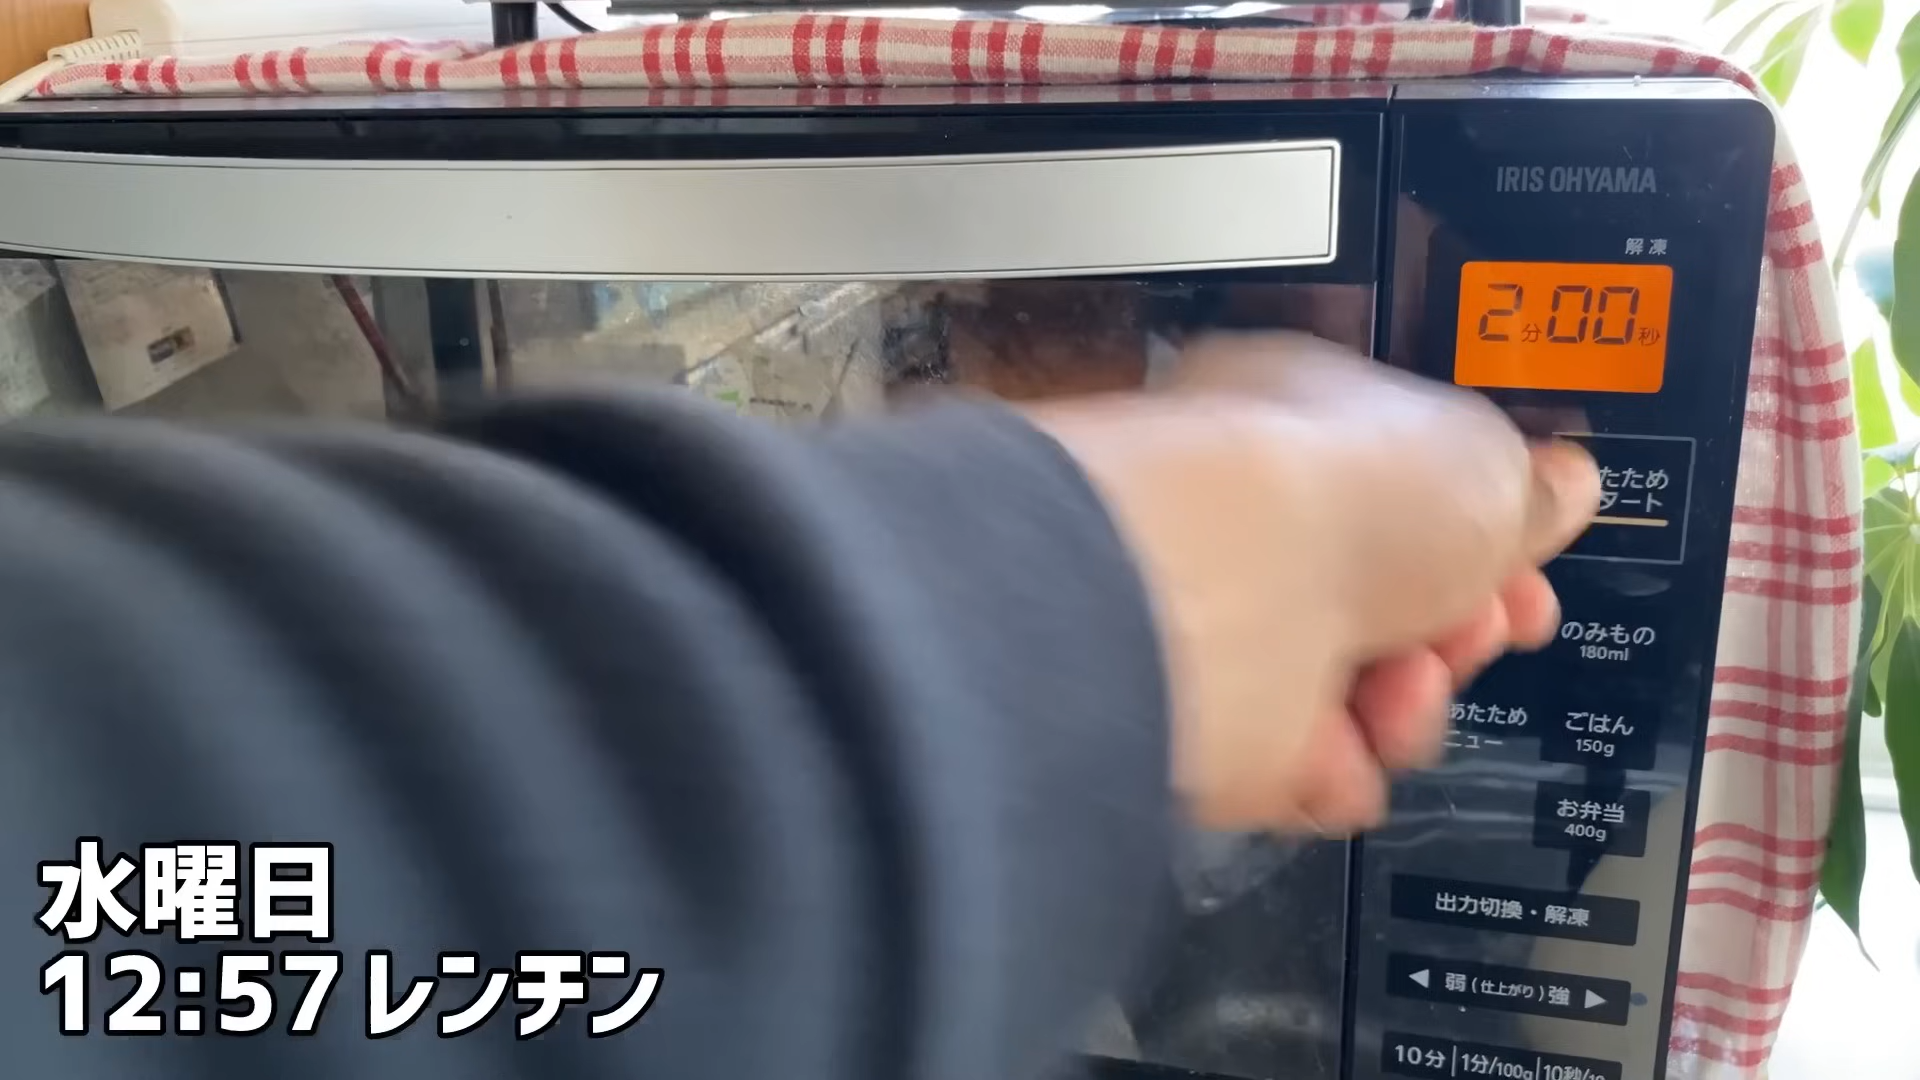 IRIS OHYAMA
解凍
2分00秒
たため
タート
のみもの
180ml
あたため
ニュー
ごはん
150g
お弁当
400g
出力切換・解凍
◀ 弱(仕上がり)強 ▶
10分|1分/100g|10秒/10
水曜日
12:57レンチン